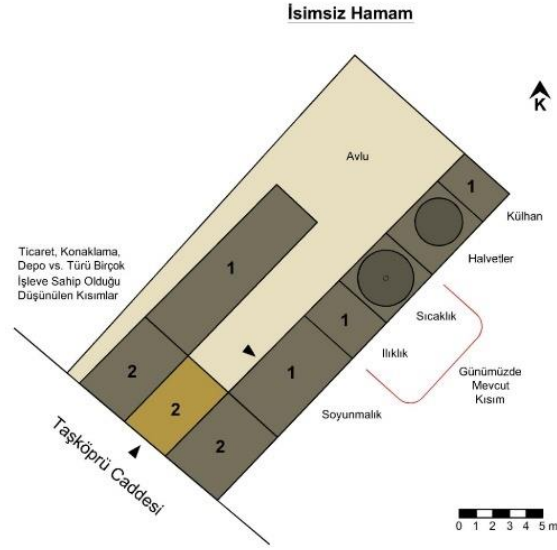 İsimsiz Hamam
K
Avlu
1
Külhan
Halvetler
Ticaret, Konaklama,
Depo vs. Türü Birçok
İşleve Sahip Olduğu
Düşünülen Kısımlar
1
Sıcaklık
1
Ilıklık
Günümüzde
Mevcut
Kısım
2
1
Soyunmalık
2
2
Taşköprü Caddesi
0 1 2 3 4 5 m